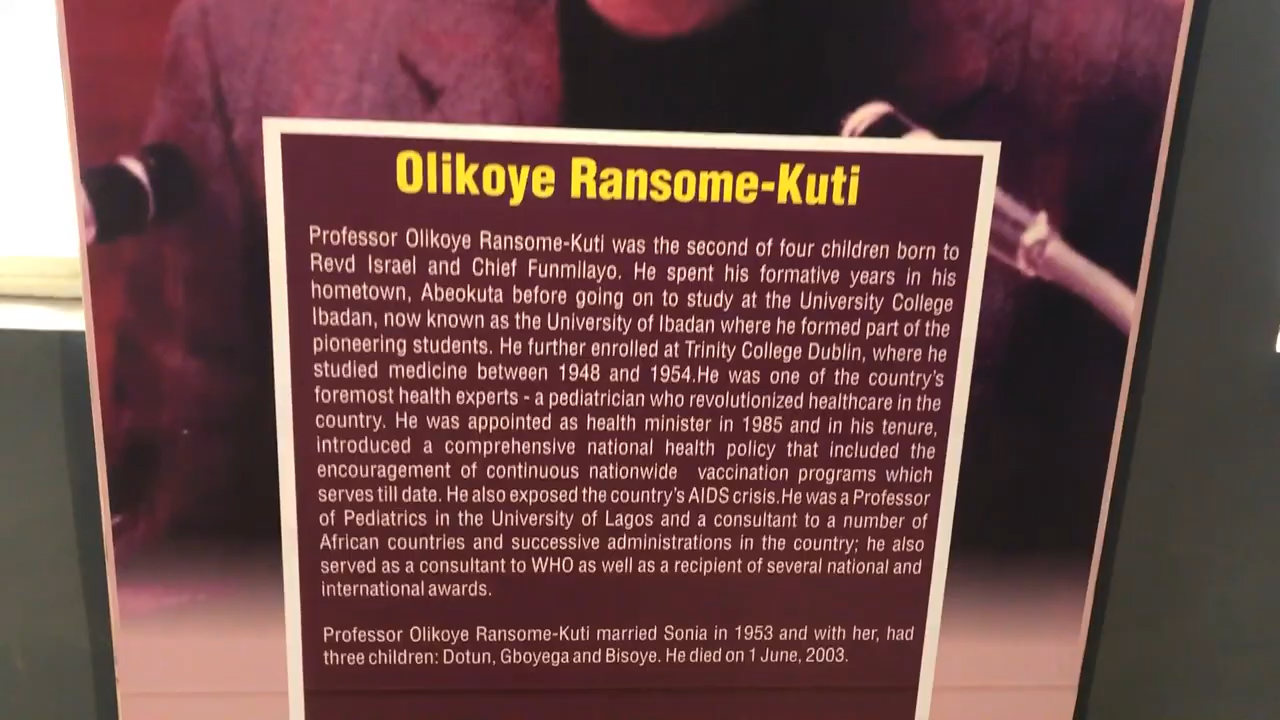 Olikoye Ransome-Kuti
Professor Olikoye Ransome-Kuti was the second of four children born to
Revd Israel and Chief Funmilayo. He spent his formative years in his
hometown, Abeokuta before going on to study at the University College
Ibadan, now known as the University of Ibadan where he formed part of the
pioneering students. He further enrolled at Trinity College Dublin, where he
studied medicine between 1948 and 1954.He was one of the country's
foremost health experts - a pediatrician who revolutionized healthcare in the
country. He was appointed as health minister in 1985 and in his tenure,
introduced a comprehensive national health policy that included the
encouragement of continuous nationwide vaccination programs which
serves till date. He also exposed the country's AIDS crisis.He was a Professor
of Pediatrics in the University of Lagos and a consultant to a number of
African countries and successive administrations in the country; he also
served as a consultant to WHO as well as a recipient of several national and
international awards.
Professor Olikoye Ransome-Kuti married Sonia in 1953 and with her, had
three children: Dotun, Gboyega and Bisoye. He died on 1 June, 2003.